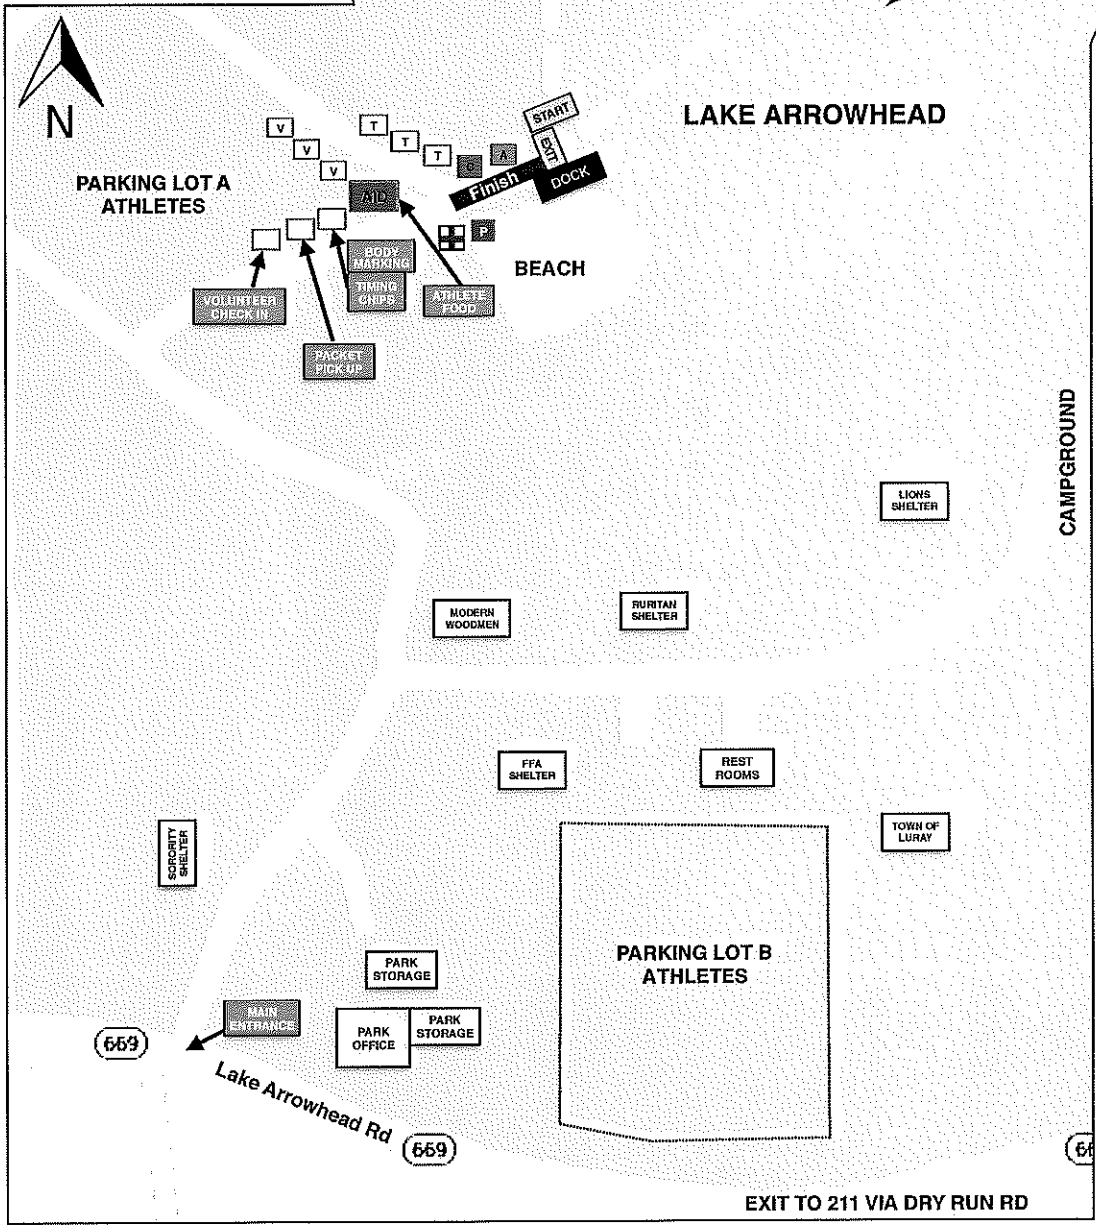 N
LAKE ARROWHEAD
START
EXIT
DOCK
Finish
V
V
V
T
T
T
C
A
PARKING LOT A
ATHLETES
AID
P
BEACH
BODY
MARKING
TIMING
CHIPS
ATHLETE
FOOD
VOLUNTEER
CHECK IN
PACKET
PICK UP
CAMPGROUND
LIONS
SHELTER
MODERN
WOODMEN
RURITAN
SHELTER
FFA
SHELTER
REST
ROOMS
SORORITY
SHELTER
TOWN OF
LURAY
PARKING LOT B
ATHLETES
PARK
STORAGE
MAIN
ENTRANCE
PARK
OFFICE
PARK
STORAGE
669
Lake Arrowhead Rd
669
EXIT TO 211 VIA DRY RUN RD